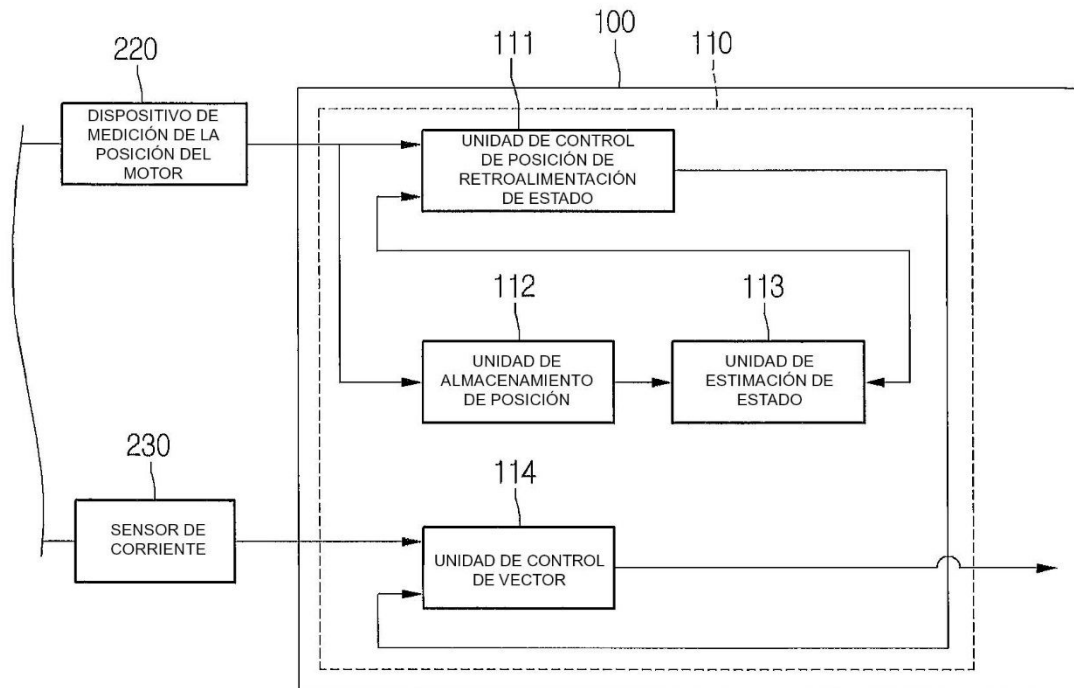 100
110
111
220
DISPOSITIVO DE
MEDICIÓN DE LA
POSICIÓN DEL
MOTOR
UNIDAD DE CONTROL
DE POSICIÓN DE
RETROALIMENTACIÓN
DE ESTADO
112
113
UNIDAD DE
ALMACENAMIENTO
DE POSICIÓN
UNIDAD DE
ESTIMACIÓN DE
ESTADO
230
114
SENSOR DE
CORRIENTE
UNIDAD DE CONTROL
DE VECTOR